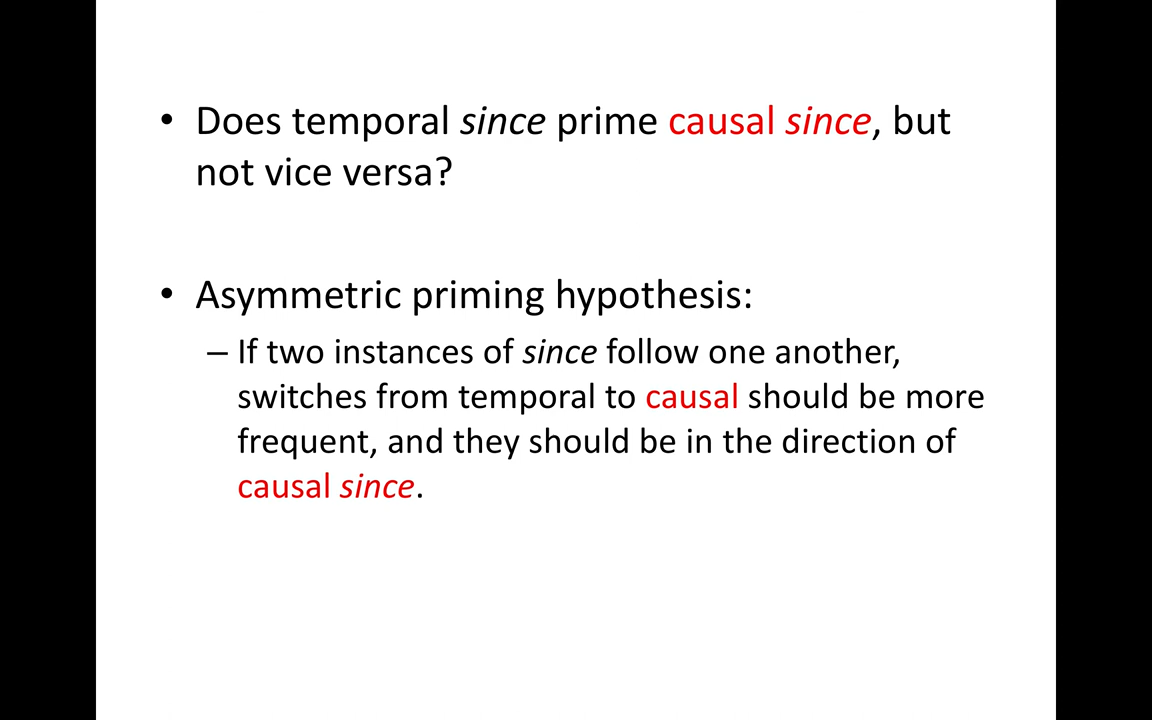 • Does temporal since prime causal since, but
not vice versa?
• Asymmetric priming hypothesis:
– If two instances of since follow one another,
switches from temporal to causal should be more
frequent, and they should be in the direction of
causal since.